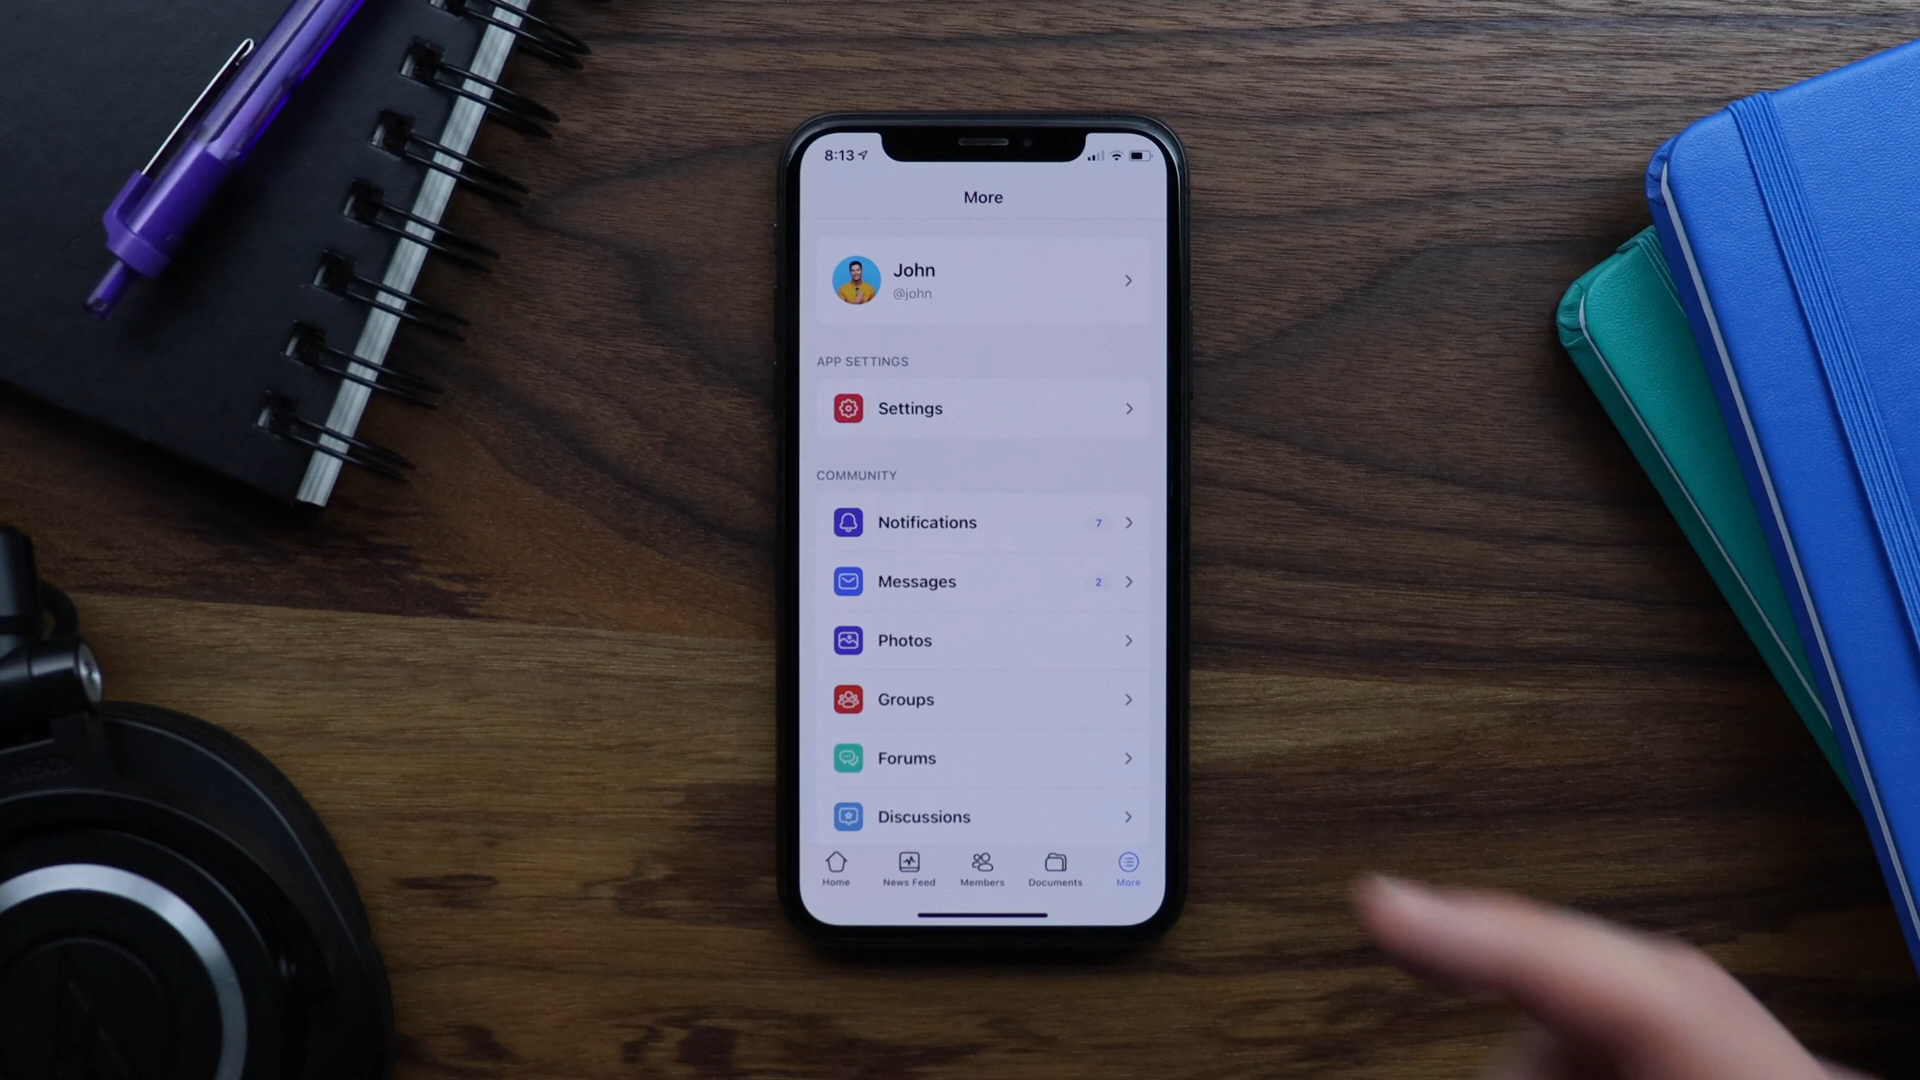 8:13
More
John
@john
APP SETTINGS
Settings
COMMUNITY
Notifications 7
Messages 2
Photos
Groups
Forums
Discussions
Home News Feed Members Documents More